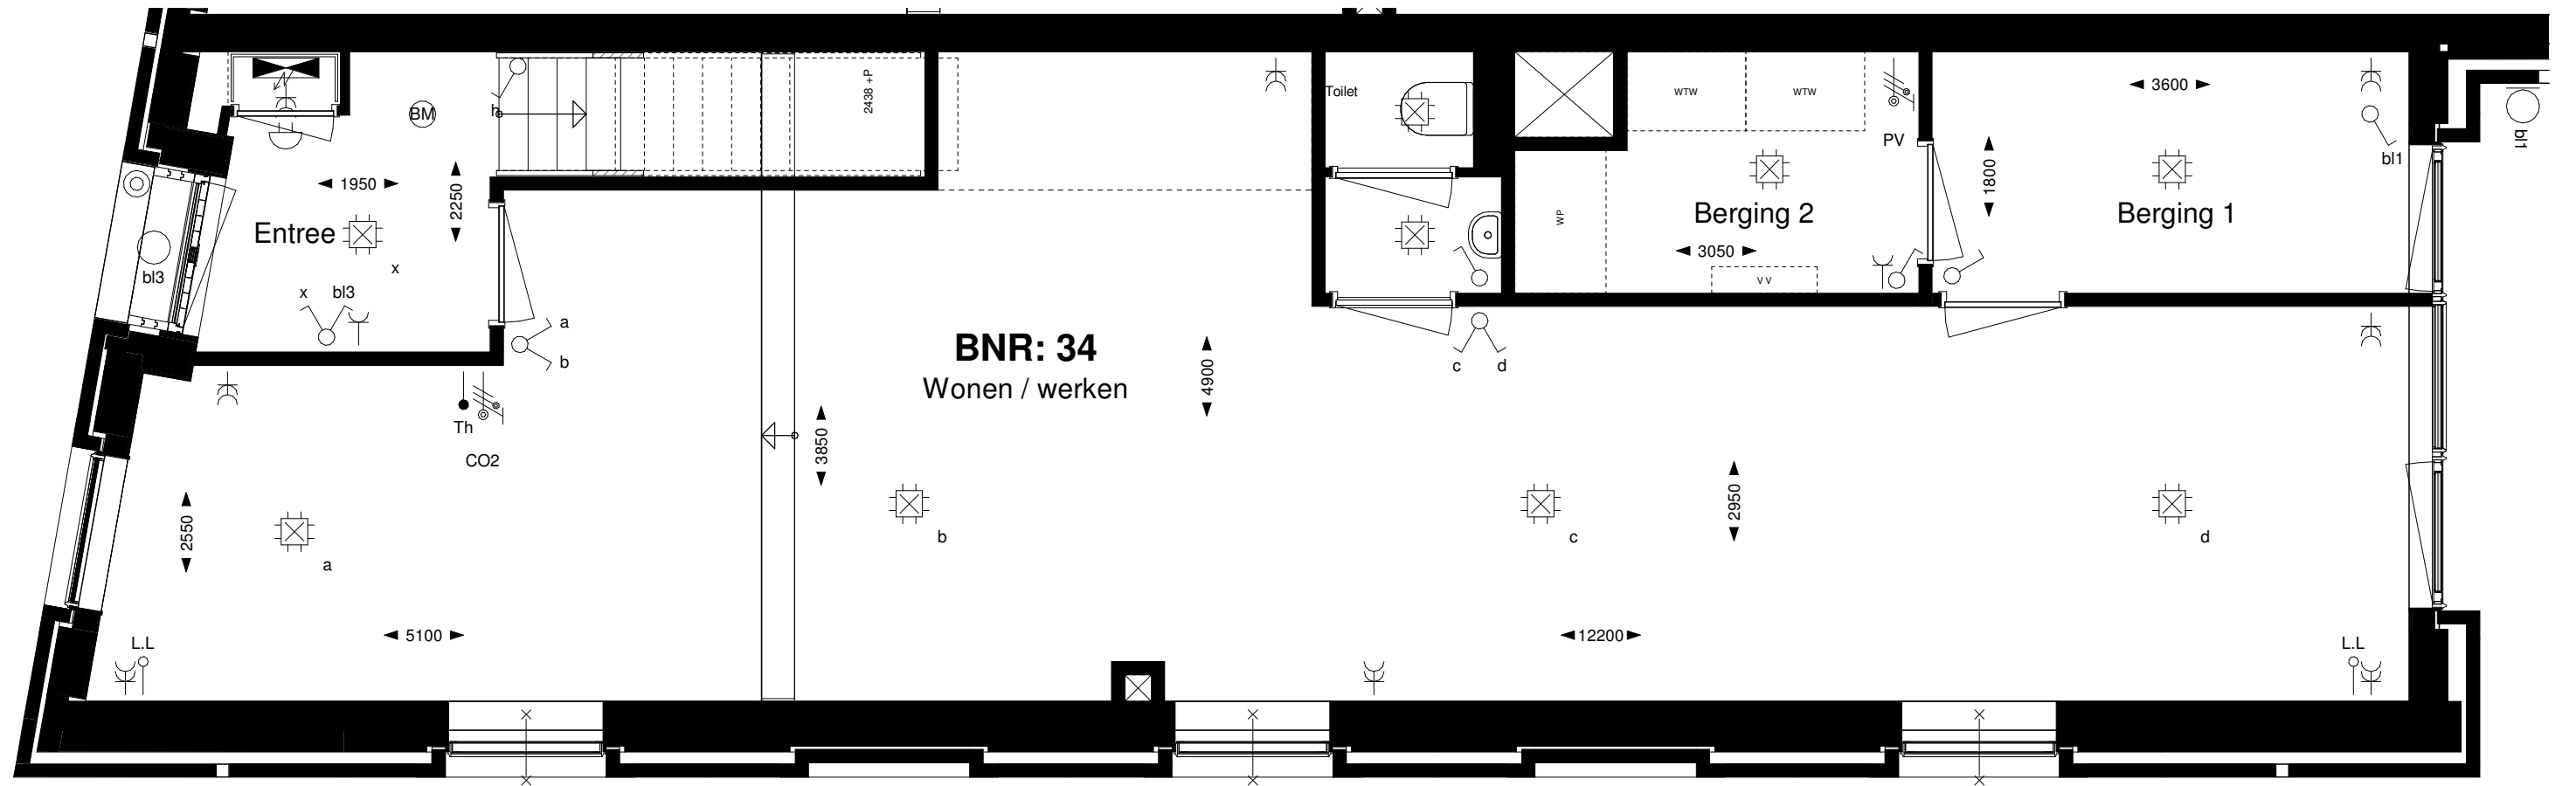 2438 +P
Toilet
WTW
WTW
3600
BM
h
PV
bl1
bl1
1950
2250
1800
WP
Entree
Berging 2
Berging 1
3050
x
bl3
V V
x
bl3
a
b
BNR: 34
Wonen / werken
4900
c
d
Th
CO2
3850
2550
2950
a
b
c
d
5100
12200
L.L
L.L